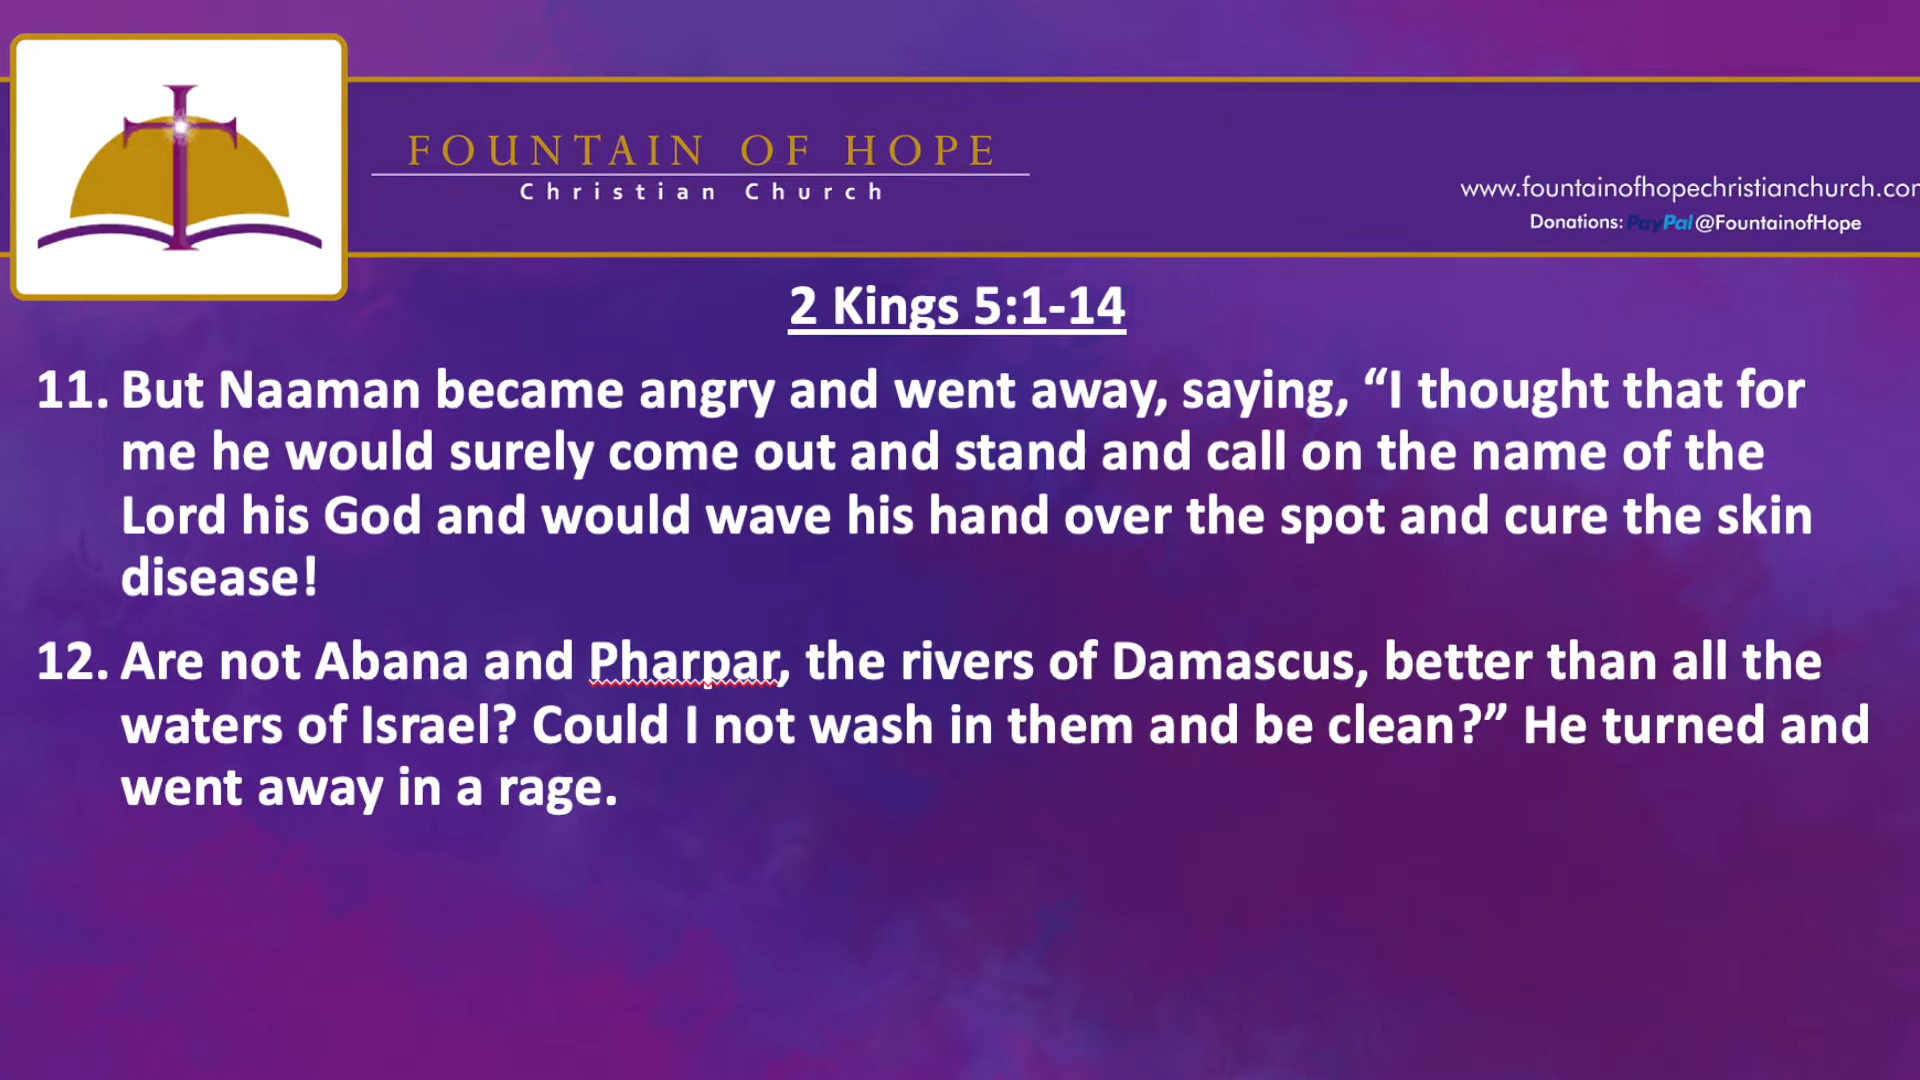 FOUNTAIN OF HOPE
Christian Church
www.fountainofhopechristianchurch.com
Donations: PayPal @FountainofHope
2 Kings 5:1-14
11. But Naaman became angry and went away, saying, “I thought that for
me he would surely come out and stand and call on the name of the
Lord his God and would wave his hand over the spot and cure the skin
disease!
12. Are not Abana and Pharpar, the rivers of Damascus, better than all the
waters of Israel? Could I not wash in them and be clean?” He turned and
went away in a rage.